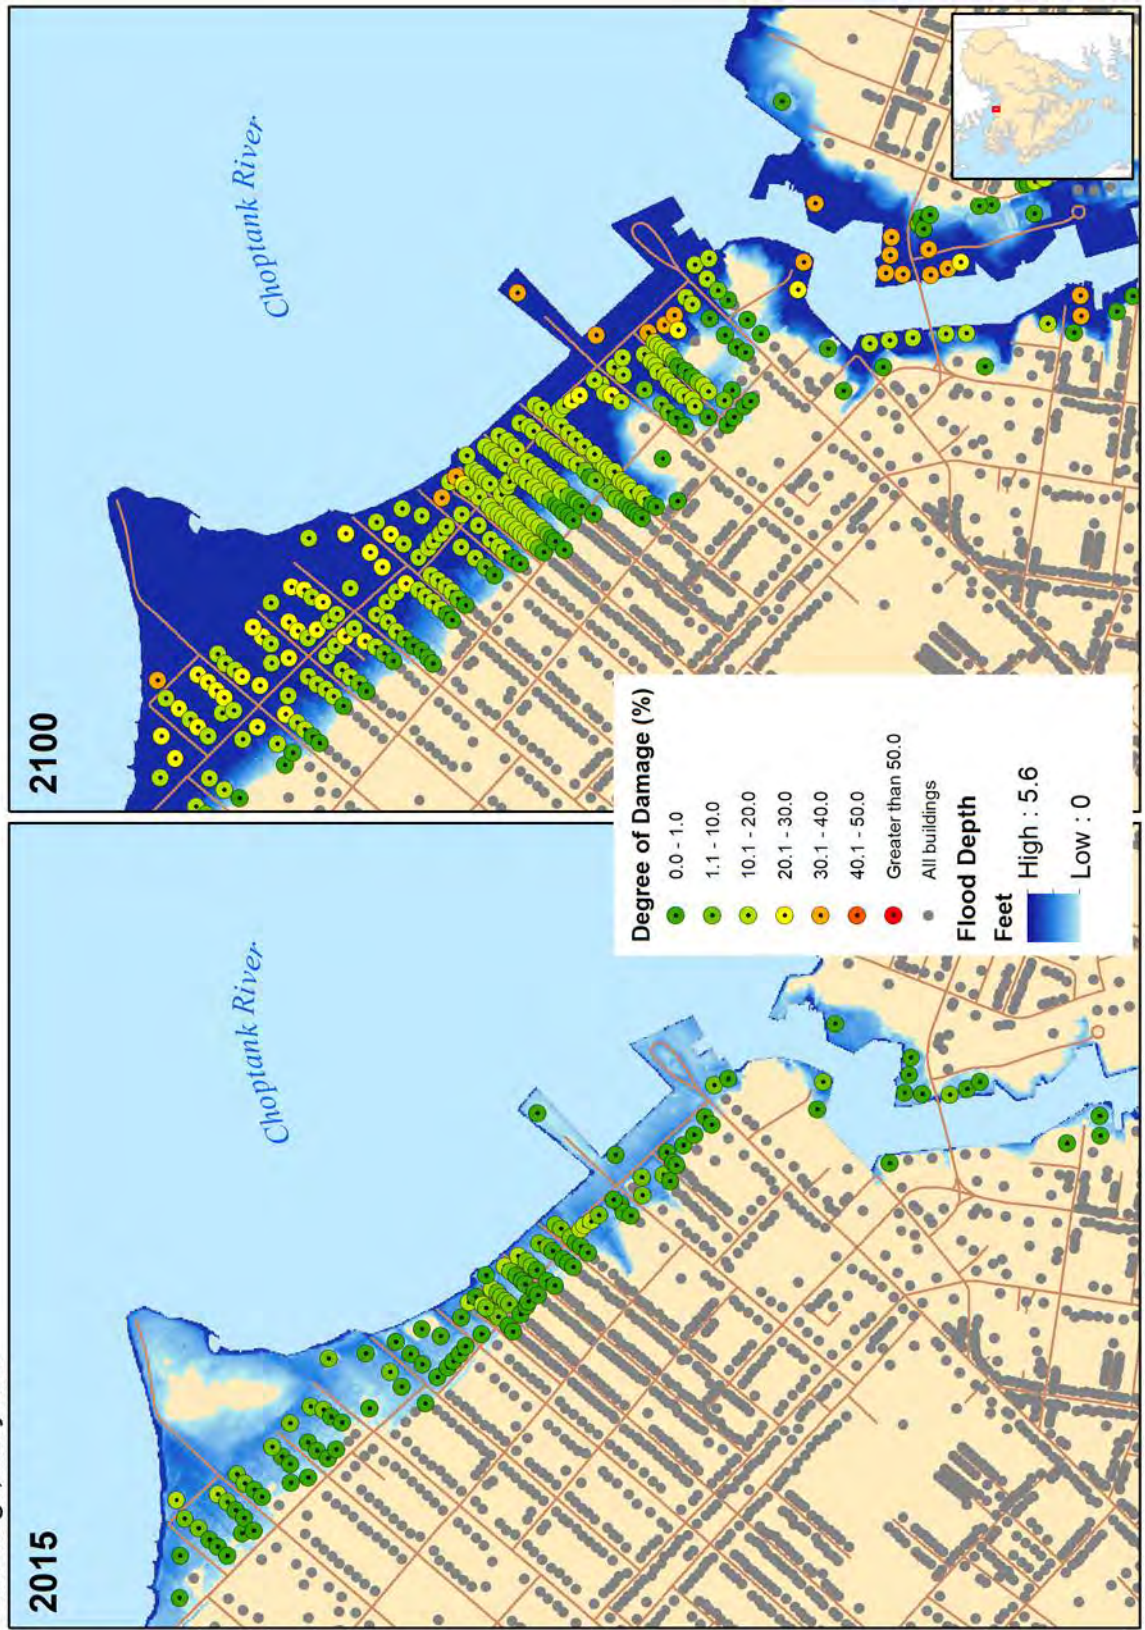 2015
Choptank River
2100
Choptank River
Degree of Damage (%)
0.0 - 1.0
1.1 - 10.0
10.1 - 20.0
20.1 - 30.0
30.1 - 40.0
40.1 - 50.0
Greater than 50.0
All buildings
Flood Depth
Feet
High : 5.6
Low : 0